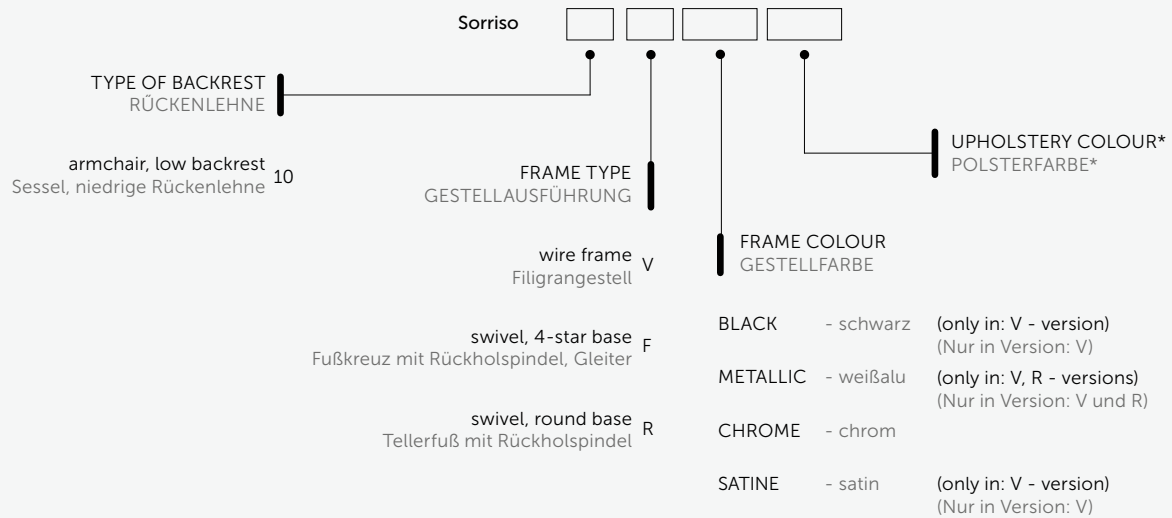 Sorriso
TYPE OF BACKREST
RÜCKENLEHNE
armchair, low backrest
Sessel, niedrige Rückenlehne
10
FRAME TYPE
GESTELLAUSFÜHRUNG
wire frame
Filigrangestell
V
swivel, 4-star base
Fußkreuz mit Rückholspindel, Gleiter
F
swivel, round base
Tellerfuß mit Rückholspindel
R
FRAME COLOUR
GESTELLFARBE
BLACK - schwarz (only in: V - version)
(Nur in Version: V)
METALLIC - weißalu (only in: V, R - versions)
(Nur in Version: V und R)
CHROME - chrom
SATINE - satin (only in: V - version)
(Nur in Version: V)
UPHOLSTERY COLOUR*
POLSTERFARBE*